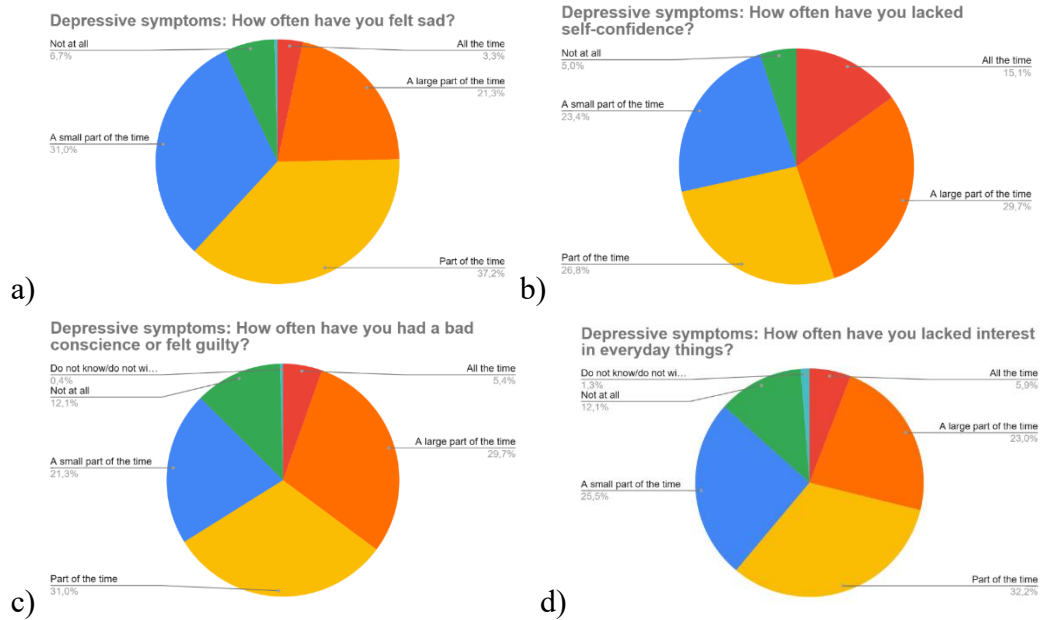 Depressive symptoms: How often have you felt sad?
Not at all
6,7%
All the time
3,3%
A large part of the time
21,3%
A small part of the time
31,0%
Part of the time
37,2%
a)
Depressive symptoms: How often have you lacked
self-confidence?
Not at all
5,0%
All the time
15,1%
A small part of the time
23,4%
A large part of the time
29,7%
Part of the time
26,8%
b)
Depressive symptoms: How often have you had a bad
conscience or felt guilty?
Do not know/do not wi…
0,4%
Not at all
12,1%
All the time
5,4%
A large part of the time
29,7%
A small part of the time
21,3%
Part of the time
31,0%
c)
Depressive symptoms: How often have you lacked interest
in everyday things?
Do not know/do not wi…
1,3%
Not at all
12,1%
All the time
5,9%
A large part of the time
23,0%
A small part of the time
25,5%
Part of the time
32,2%
d)